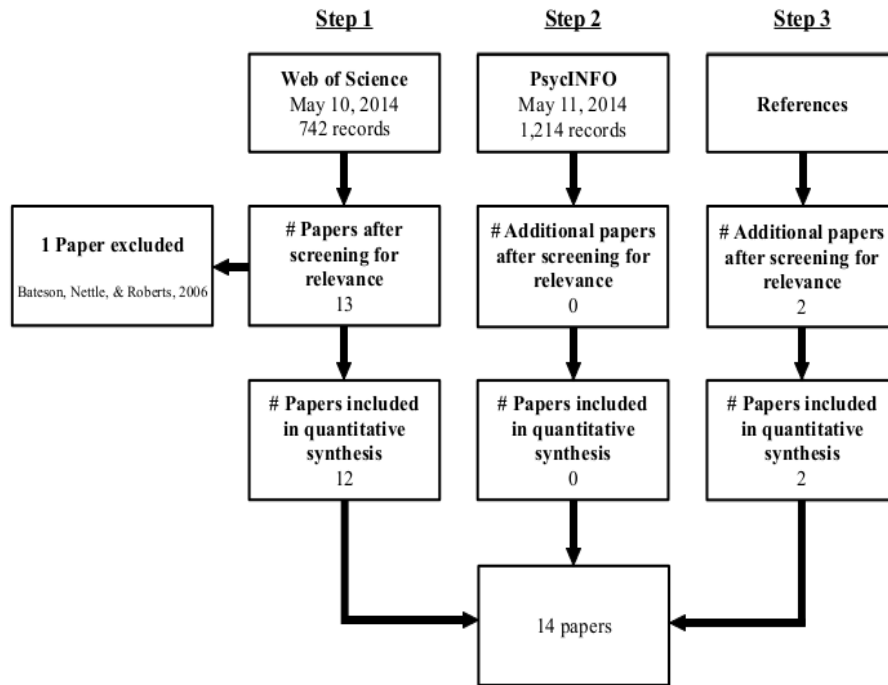 Step 1
Step 2
Step 3
Web of Science
May 10, 2014
742 records
PsycINFO
May 11, 2014
1,214 records
References
1 Paper excluded
Bateson, Nettle, & Roberts, 2006
# Papers after
screening for
relevance
13
# Additional papers
after screening for
relevance
0
# Additional papers
after screening for
relevance
2
# Papers included
in quantitative
synthesis
12
# Papers included
in quantitative
synthesis
0
# Papers included
in quantitative
synthesis
2
14 papers